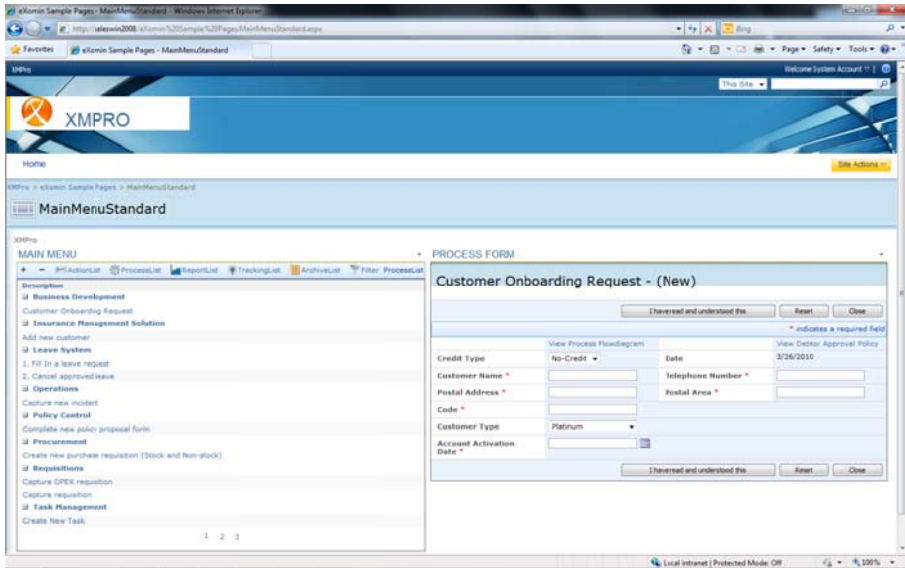 eXomin Sample Pages - MainMenuStandard - Windows Internet Explorer
http://saleswin2008/eXomin%20Sample%20Pages/MainMenuStandard.aspx
Bing
Favorites eXomin Sample Pages - MainMenuStandard
Page Safety Tools
XMPro
Welcome System Account
This Site
XMPRO
Home
Site Actions
XMPro > eXomin Sample Pages > MainMenuStandard
MainMenuStandard
XMPro
MAIN MENU
+ - ActionList ProcessList ReportList TrackingList ArchiveList Filter ProcessList
Description
Business Development
Customer Onboarding Request
Insurance Management Solution
Add new customer
Leave System
1. Fill In a leave request
2. Cancel approved leave
Operations
Capture new incident
Policy Control
Complete new policy proposal form
Procurement
Create new purchase requisition (Stock and Non-stock)
Requisitions
Capture OPEX requisition
Capture requisition
Task Management
Create New Task
1 2 3
PROCESS FORM
Customer Onboarding Request - (New)
I have read and understood this Reset Close
* indicates a required field
View Process Flowdiagram View Debtor Approval Policy
Credit Type No-Credit Date 3/26/2010
Customer Name * Telephone Number *
Postal Address * Postal Area *
Code *
Customer Type Platinum
Account Activation
Date *
I have read and understood this Reset Close
Local intranet | Protected Mode: Off 100%